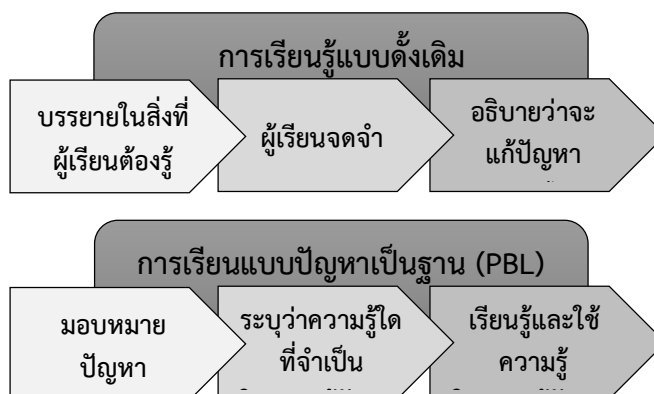 การเรียนรู้แบบดั้งเดิม
บรรยายในสิ่งที่
ผู้เรียนต้องรู้
ผู้เรียนจดจำ
อธิบายว่าจะ
แก้ปัญหา
การเรียนแบบปัญหาเป็นฐาน (PBL)
มอบหมาย
ปัญหา
ระบุว่าความรู้ใด
ที่จำเป็น
เรียนรู้และใช้
ความรู้